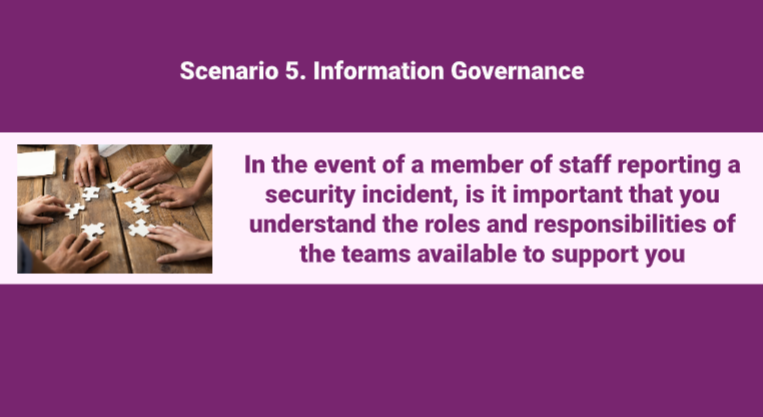 Scenario 5. Information Governance
In the event of a member of staff reporting a
security incident, is it important that you
understand the roles and responsibilities of
the teams available to support you